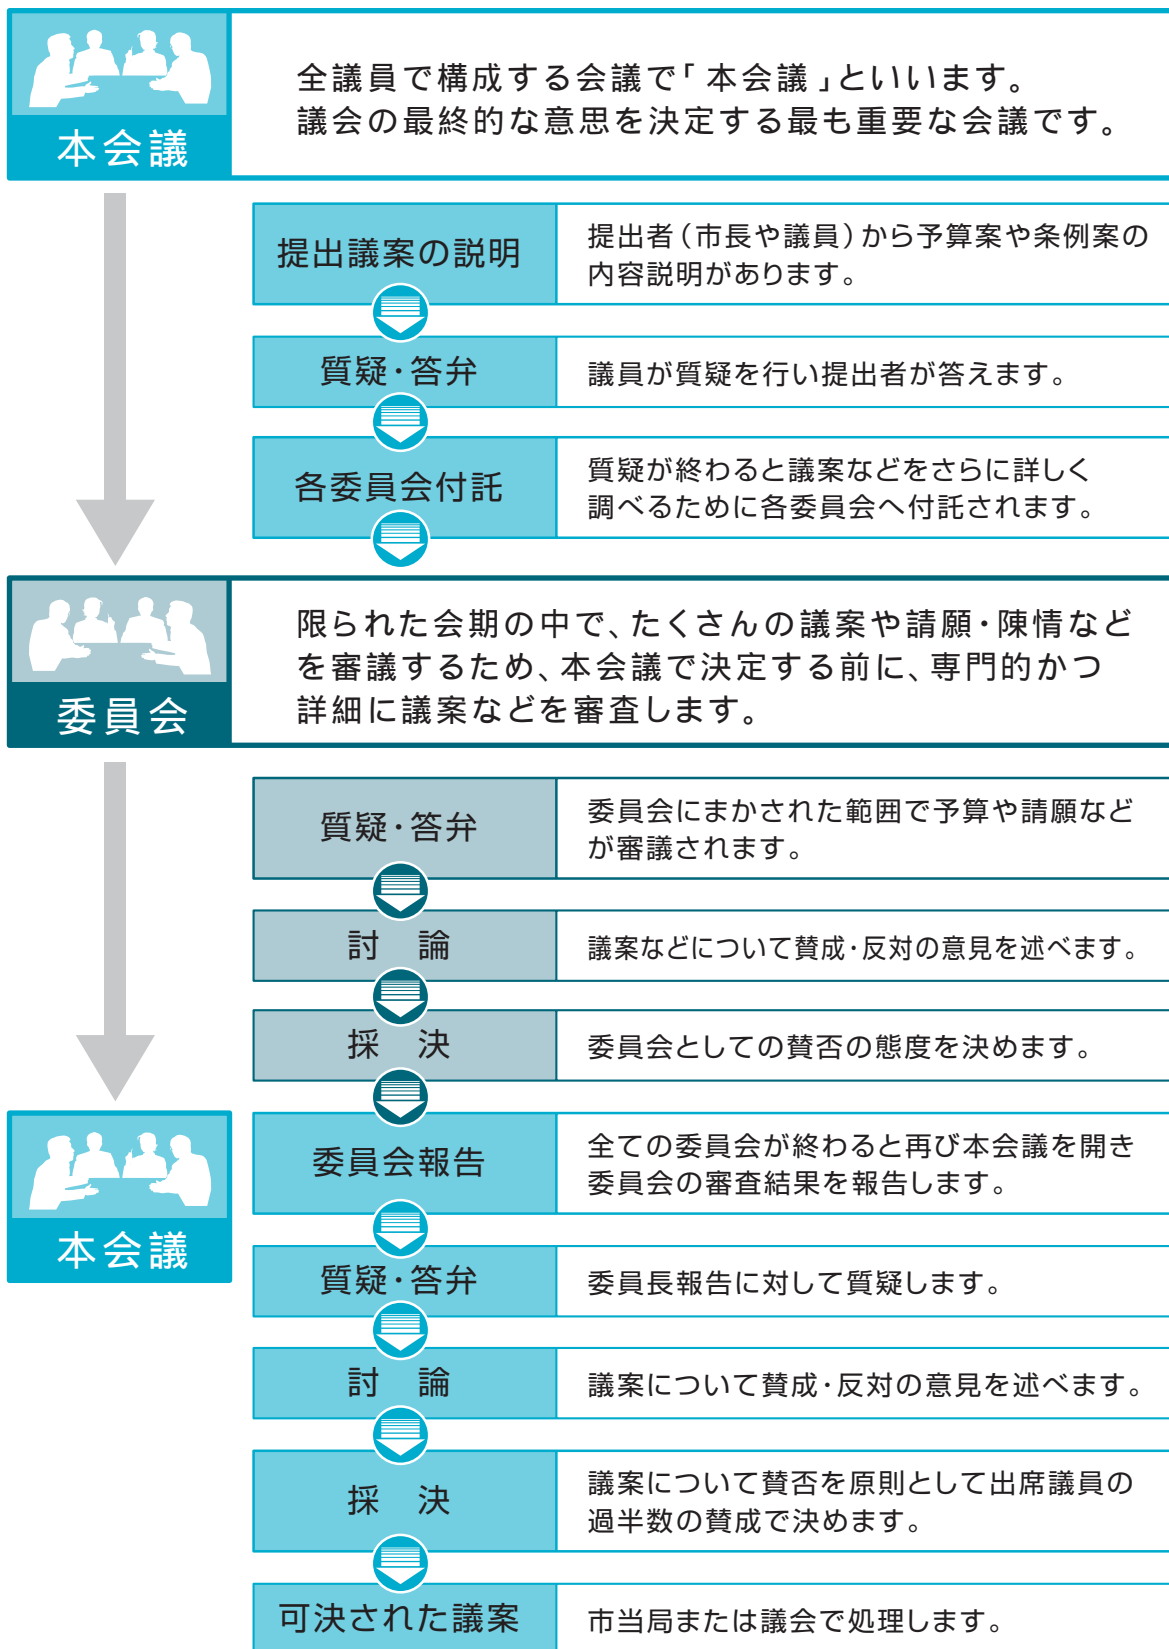 本会議
全議員で構成する会議で「本会議」といいます。
議会の最終的な意思を決定する最も重要な会議です。
提出議案の説明
提出者(市長や議員)から予算案や条例案の
内容説明があります。
質疑・答弁
議員が質疑を行い提出者が答えます。
各委員会付託
質疑が終わると議案などをさらに詳しく
調べるために各委員会へ付託されます。
委員会
限られた会期の中で、たくさんの議案や請願・陳情など
を審議するため、本会議で決定する前に、専門的かつ
詳細に議案などを審査します。
質疑・答弁
委員会にまかされた範囲で予算や請願など
が審議されます。
討　論
議案などについて賛成・反対の意見を述べます。
採　決
委員会としての賛否の態度を決めます。
本会議
委員会報告
全ての委員会が終わると再び本会議を開き
委員会の審査結果を報告します。
質疑・答弁
委員長報告に対して質疑します。
討　論
議案について賛成・反対の意見を述べます。
採　決
議案について賛否を原則として出席議員の
過半数の賛成で決めます。
可決された議案
市当局または議会で処理します。